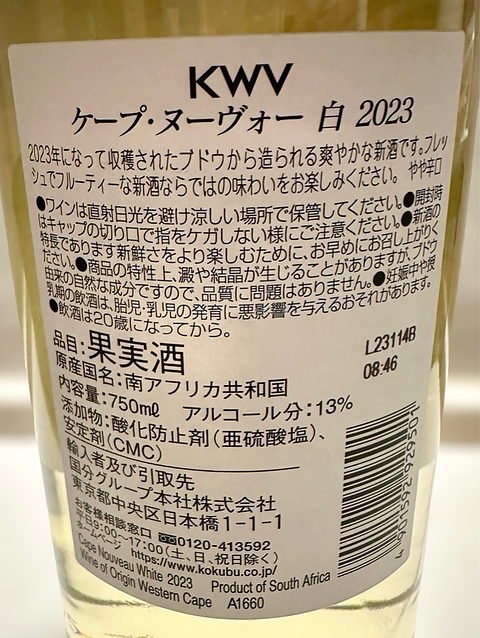 KWV
ケープ・ヌーヴォー 白 2023
2023年になって収穫されたブドウから造られる爽やかな新酒です。フレッ
シュでフルーティーな新酒ならではの味わいをお楽しみください。 やや辛口
●ワインは直射日光を避け涼しい場所で保管してください。●開封時
はキャップの切り口で指をケガしない様にご注意ください。●新酒の
特長であります新鮮さをより楽しむために、お早めにお召し上がりく
ださい。●商品の特性上、澱や結晶が生じることがありますが、ブドウ
由来の自然な成分ですので、品質に問題はありません。●妊娠中や授
乳期の飲酒は、胎児・乳児の発育に悪影響を与えるおそれがあります。
●飲酒は20歳になってから。
品目:果実酒
原産国名:南アフリカ共和国
内容量:750mℓ アルコール分:13%
添加物:酸化防止剤(亜硫酸塩)、
安定剤(CMC)
L23114B
08:46
輸入者及び引取先
国分グループ本社株式会社
東京都中央区日本橋1-1-1
お客様相談窓口 0120-413592
平日9:00～17:00(土、日、祝日除く)
ホームページ https://www.kokubu.co.jp/
Cape Nouveau White 2023 Product of South Africa
Wine of Origin Western Cape A1660
4 901592 929501